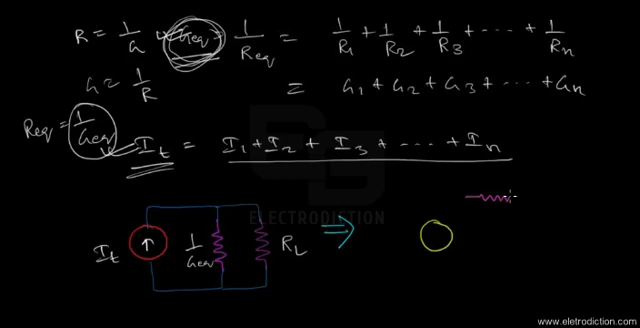 R = 1/G Geq = 1/Req = 1/R1 + 1/R2 + 1/R3 + ... + 1/Rn
G = 1/R = G1 + G2 + G3 + ... + Gn
Req = 1/Geq
It = I1 + I2 + I3 + ... + In
ELECTRODICTION
It 1/Geq RL
www.eletrodiction.com